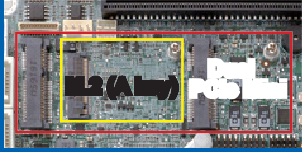 M.2 (A key)
Dual
PCIe Mini